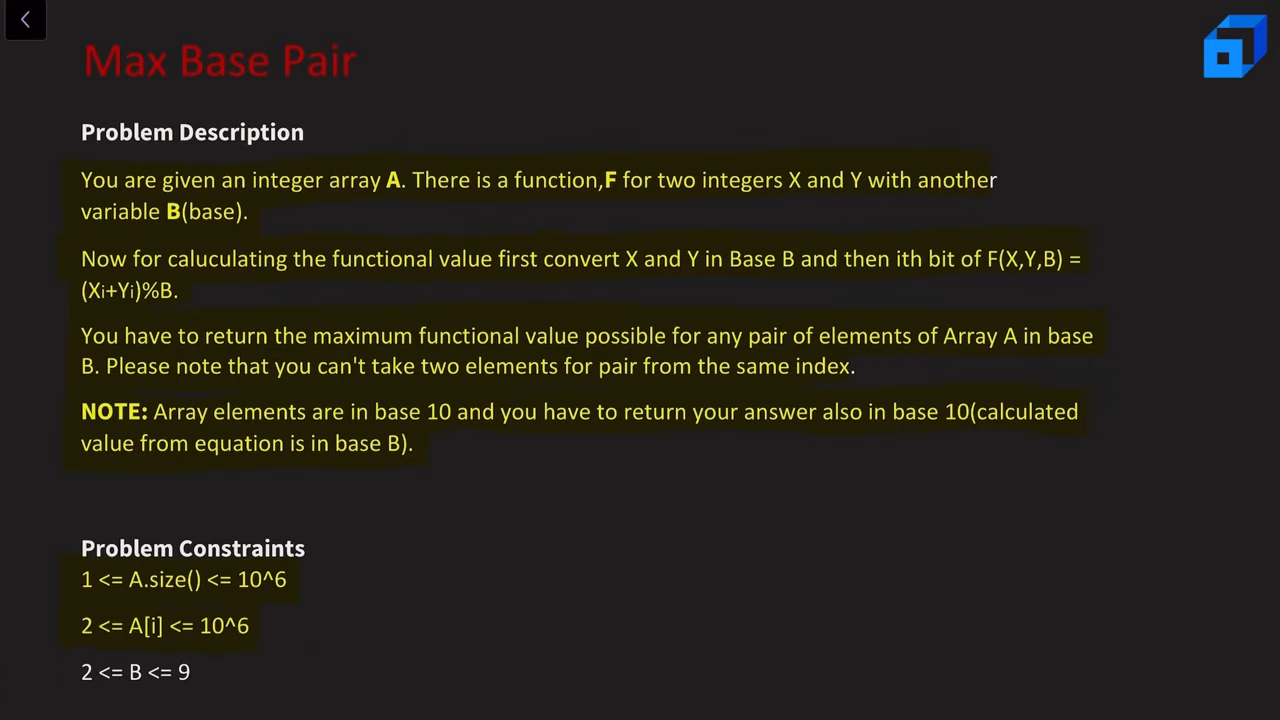 Max Base Pair
Problem Description
You are given an integer array A. There is a function,F for two integers X and Y with another
variable B(base).
Now for caluculating the functional value first convert X and Y in Base B and then ith bit of F(X,Y,B) =
(Xi+Yi)%B.
You have to return the maximum functional value possible for any pair of elements of Array A in base
B. Please note that you can't take two elements for pair from the same index.
NOTE: Array elements are in base 10 and you have to return your answer also in base 10(calculated
value from equation is in base B).
Problem Constraints
1 <= A.size() <= 10^6
2 <= A[i] <= 10^6
2 <= B <= 9